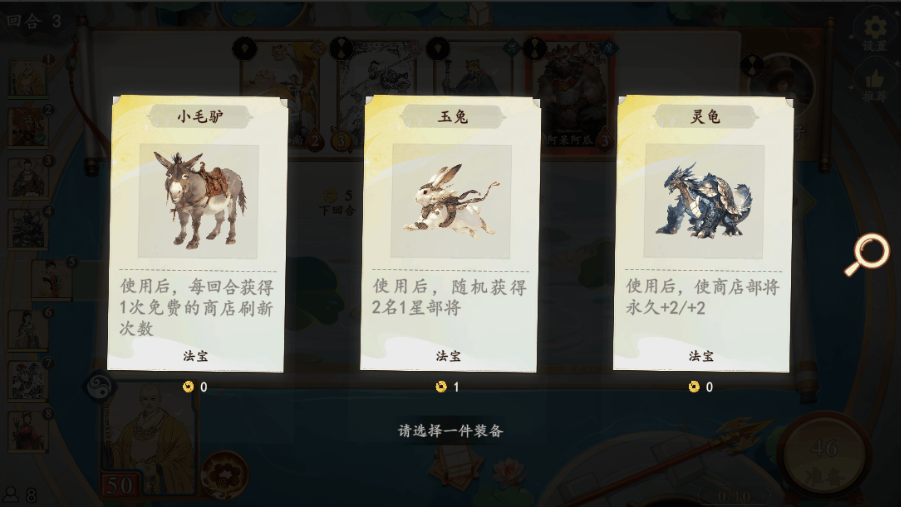 回合 3
设置
小毛驴
玉兔
灵龟
阿呆阿瓜
5
下回合
使用后，每回合获得
1次免费的商店刷新
次数
使用后，随机获得
2名1星部将
使用后，使商店部将
永久+2/+2
法宝
法宝
法宝
0
1
0
请选择一件装备
46
50
8